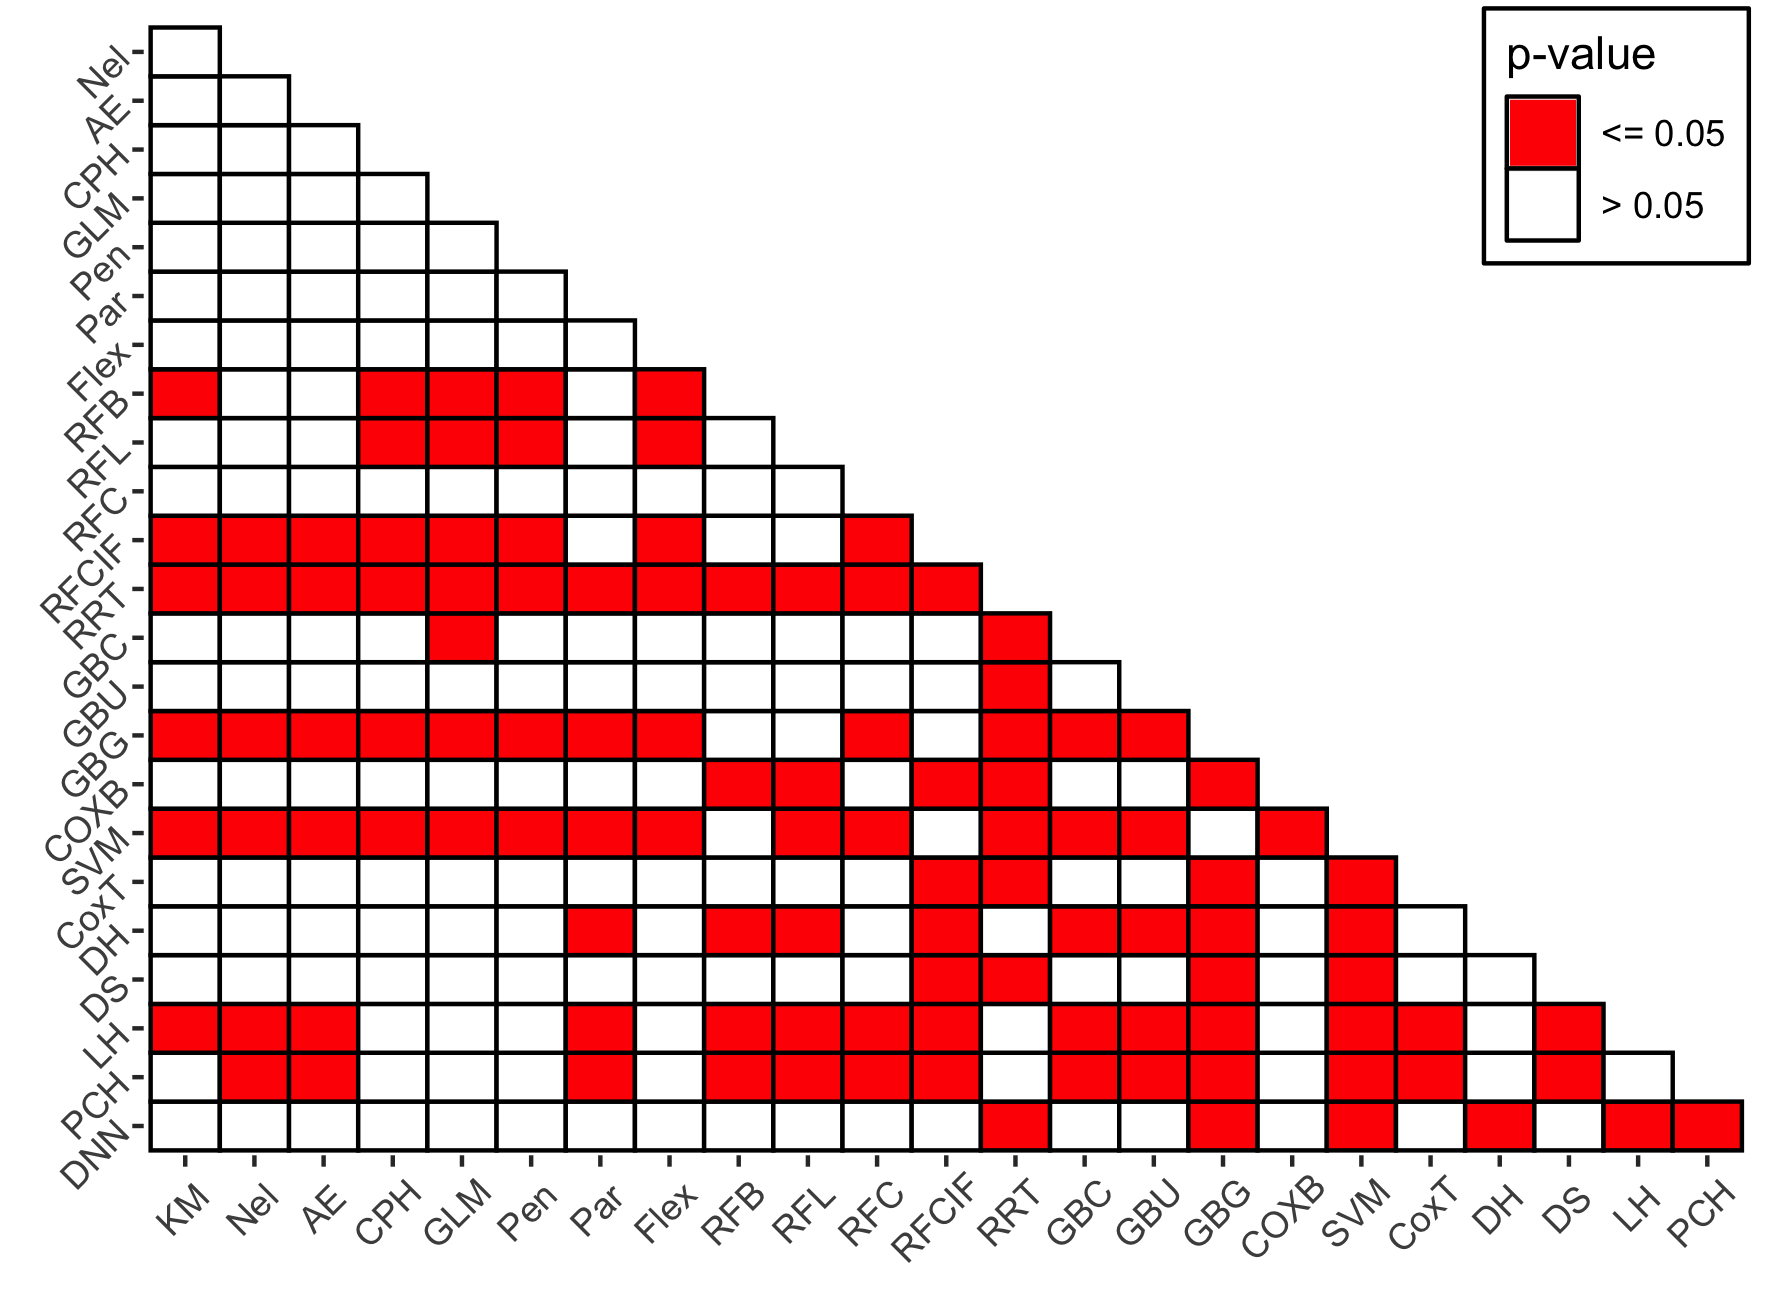 p-value
<= 0.05
> 0.05
Nel
AE
CPH
GLM
Pen
Par
Flex
RFB
RFL
RFC
RFCIF
RRT
GBC
GBU
GBG
COXB
SVM
CoxT
DH
DS
LH
PCH
DNN
KM Nel AE CPH GLM Pen Par Flex RFB RFL RFC RFCIF RRT GBC GBU GBG COXB SVM CoxT DH DS LH PCH